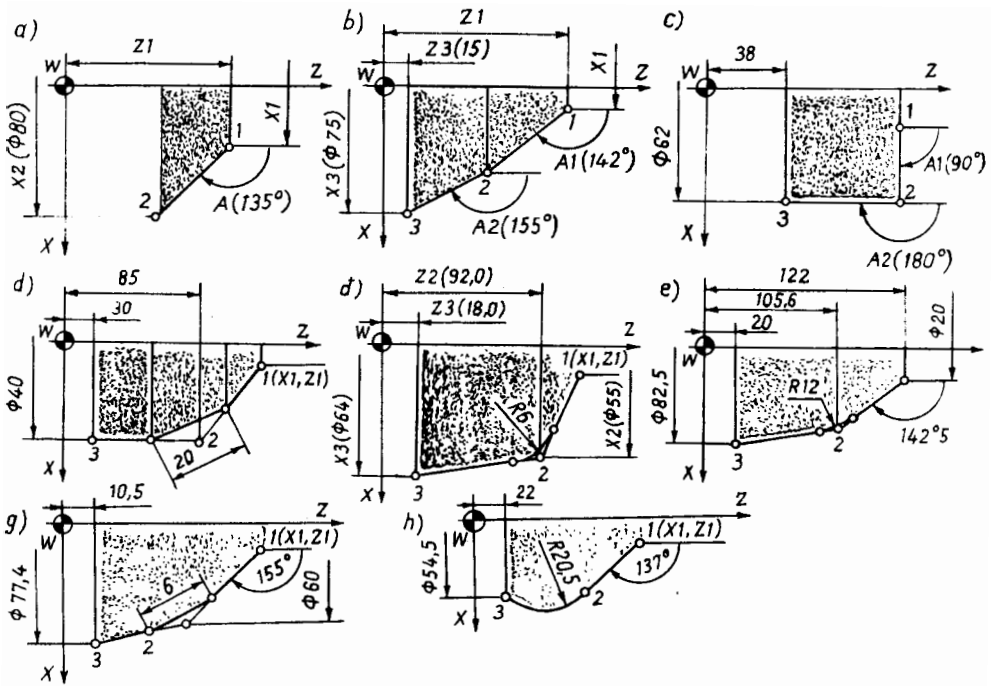 a)
Z1
W
Z
X1
X2(Φ80)
1
2
A(135°)
X
b)
Z1
Z3(15)
W
Z
X1
X3(Φ75)
1
A1(142°)
2
3
A2(155°)
X
c)
38
W
Z
1
Φ62
A1(90°)
3
2
A2(180°)
X
d)
85
30
W
Z
1(X1,Z1)
Φ40
3
2
20
X
d)
Z2(92,0)
Z3(18,0)
W
Z
1(X1,Z1)
R6
X3(Φ64)
X2(Φ55)
2
3
X
e)
122
105,6
20
W
Z
Φ20
R12
Φ82,5
142°5
2
3
X
g)
10,5
W
Z
1(X1,Z1)
155°
6
Φ60
Φ77,4
2
3
X
h)
22
W
Z
1(X1,Z1)
137°
R20,5
Φ54,5
3
2
X